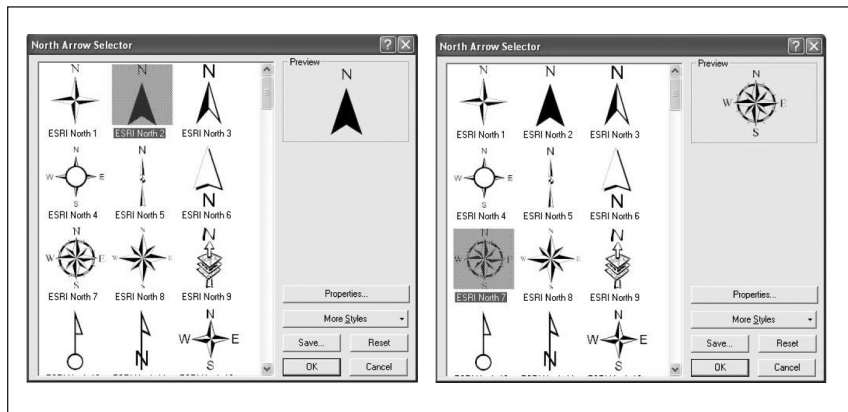 North Arrow Selector
N N N
ESRI North 1 ESRI North 2 ESRI North 3
N
W E
S
N
N
ESRI North 4 ESRI North 5 ESRI North 6
N
W E
S
N
W E
N
ESRI North 7 ESRI North 8 ESRI North 9
N
N
W E
S
Preview
N
Properties...
More Styles
Save... Reset
OK Cancel
North Arrow Selector
N N N
ESRI North 1 ESRI North 2 ESRI North 3
N
W E
S
N
N
ESRI North 4 ESRI North 5 ESRI North 6
N
W E
S
N
W E
N
ESRI North 7 ESRI North 8 ESRI North 9
N
N
W E
S
Preview
N
W E
S
Properties...
More Styles
Save... Reset
OK Cancel